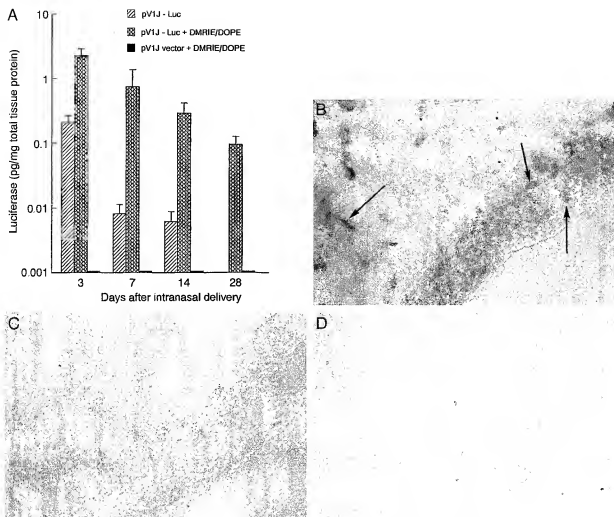 A
pV1J - Luc
pV1J - Luc + DMRIE/DOPE
pV1J vector + DMRIE/DOPE
Luciferase (pg/mg total tissue protein)
10
1
0.1
0.01
0.001
3 7 14 28
Days after intranasal delivery
B
C
D